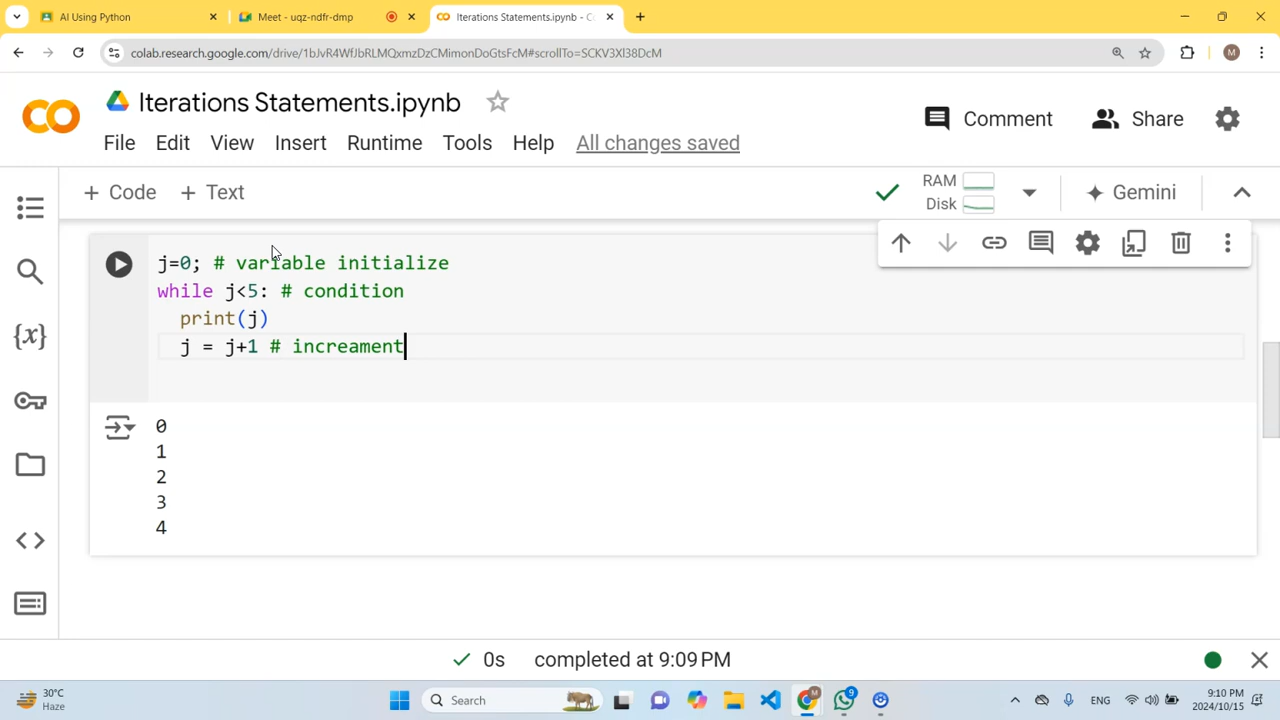 AI Using Python
Meet - uqz-ndfr-dmp
Iterations Statements.ipynb - C
colab.research.google.com/drive/1bJvR4WfJbRLMQxmzDzCMimonDoGtsFcM#scrollTo=SCKV3Xl38DcM
M
CO
Iterations Statements.ipynb
File Edit View Insert Runtime Tools Help All changes saved
Comment
Share
+ Code + Text
RAM
Disk
Gemini
j=0; # variable initialize
while j<5: # condition
print(j)
j = j+1 # increament
{x}
0
1
2
3
4
0s completed at 9:09 PM
30°C
Haze
Search
M
9
ENG
9:10 PM
2024/10/15